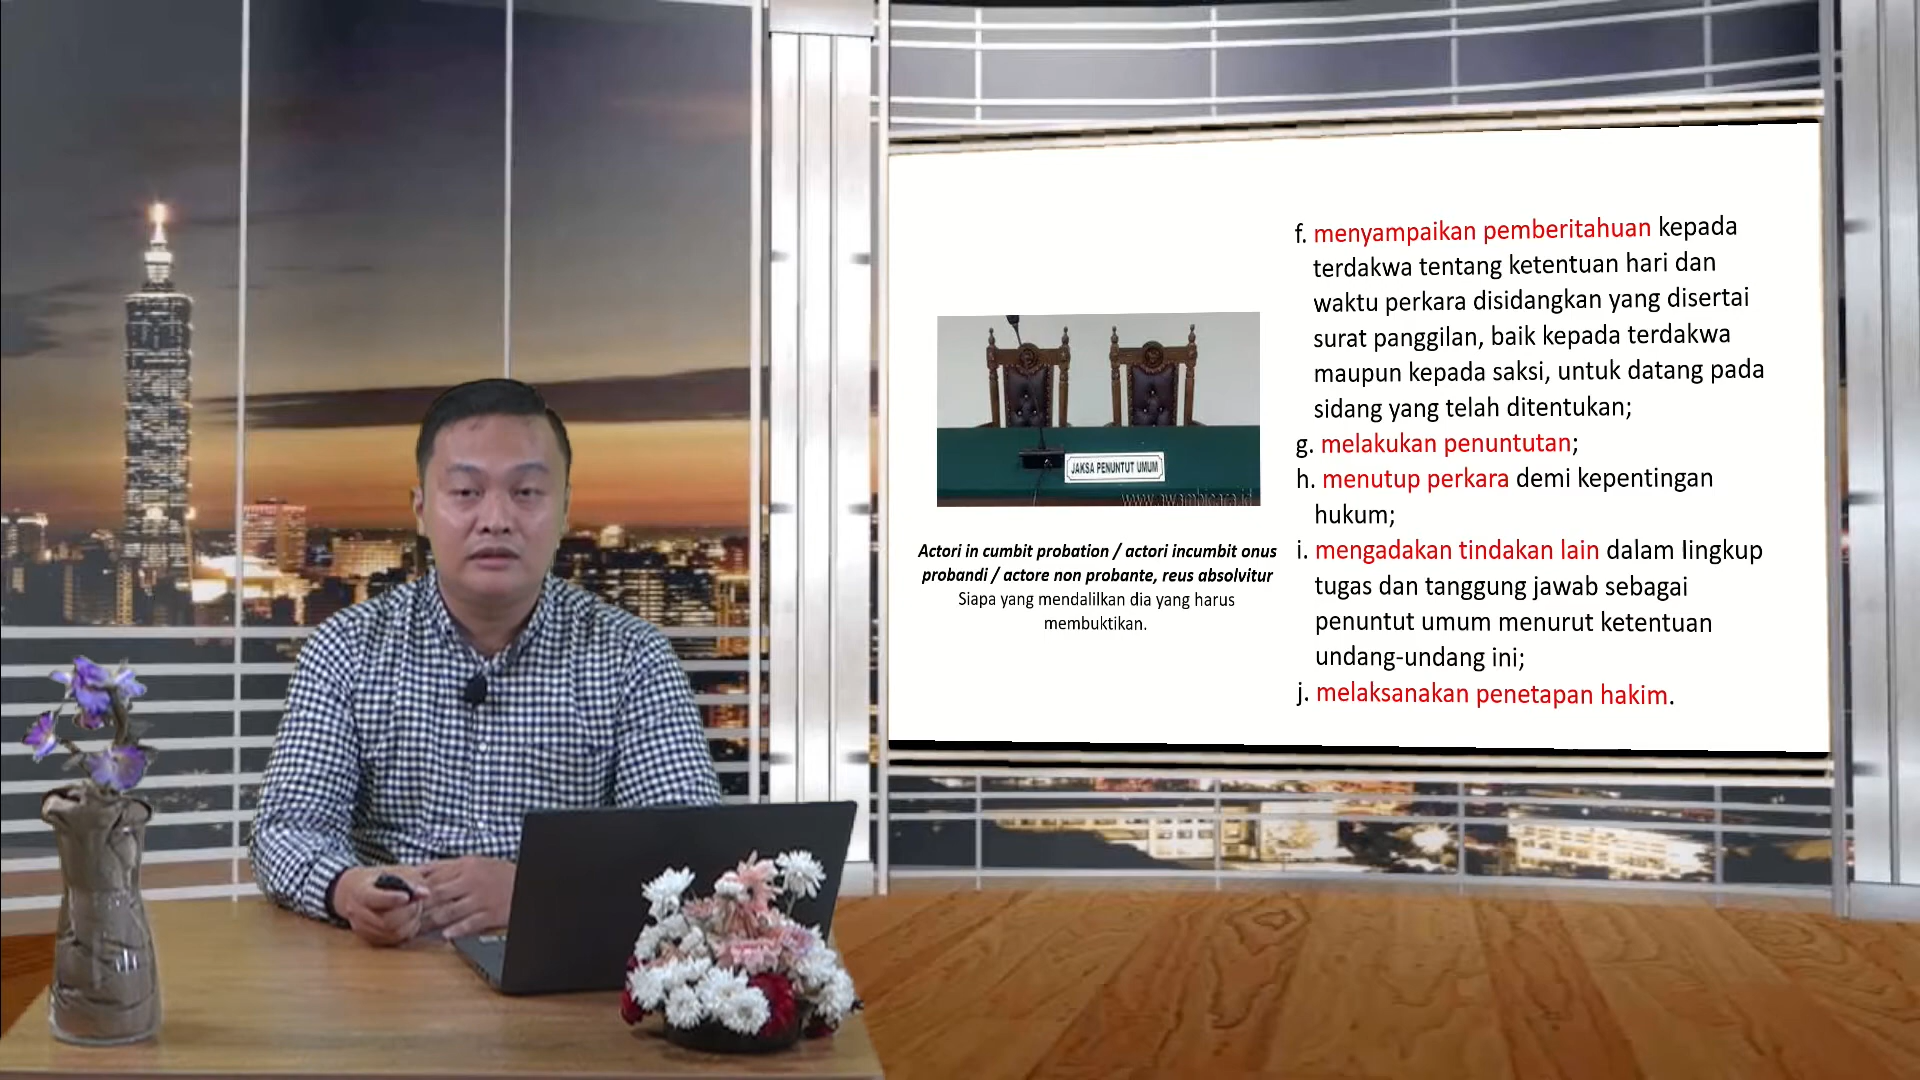 JAKSA PENUNTUT UMUM
www.awambicara.id
Actori in cumbit probation / actori incumbit onus
probandi / actore non probante, reus absolvitur
Siapa yang mendalilkan dia yang harus
membuktikan.
f. menyampaikan pemberitahuan kepada
terdakwa tentang ketentuan hari dan
waktu perkara disidangkan yang disertai
surat panggilan, baik kepada terdakwa
maupun kepada saksi, untuk datang pada
sidang yang telah ditentukan;
g. melakukan penuntutan;
h. menutup perkara demi kepentingan
hukum;
i. mengadakan tindakan lain dalam lingkup
tugas dan tanggung jawab sebagai
penuntut umum menurut ketentuan
undang-undang ini;
j. melaksanakan penetapan hakim.